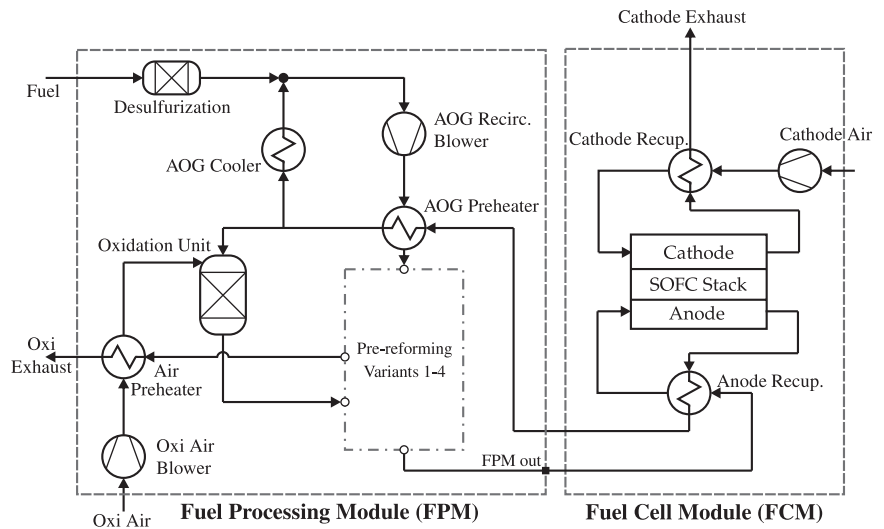 Cathode Exhaust
Fuel
Desulfurization
AOG Recirc.
Blower
AOG Cooler
Cathode Recup.
Cathode Air
AOG Preheater
Oxidation Unit
Cathode
SOFC Stack
Anode
Oxi
Exhaust
Air
Preheater
Pre-reforming
Variants 1-4
Anode Recup.
Oxi Air
Blower
FPM out
Oxi Air
Fuel Processing Module (FPM)
Fuel Cell Module (FCM)